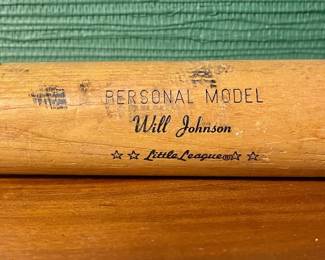 PERSONAL MODEL
Will Johnson
☆ ☆ Little League ☆ ☆